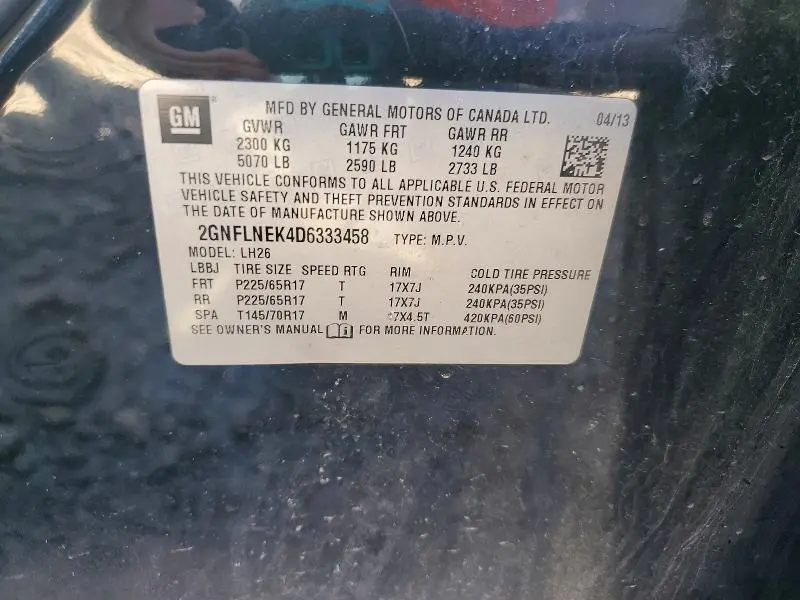 GM MFD BY GENERAL MOTORS OF CANADA LTD. 04/13
GVWR GAWR FRT GAWR RR
2300 KG 1175 KG 1240 KG
5070 LB 2590 LB 2733 LB
THIS VEHICLE CONFORMS TO ALL APPLICABLE U.S. FEDERAL MOTOR
VEHICLE SAFETY AND THEFT PREVENTION STANDARDS IN EFFECT ON
THE DATE OF MANUFACTURE SHOWN ABOVE.
2GNFLNEK4D6333458 TYPE: M.P.V.
MODEL: LH26
LBBJ TIRE SIZE SPEED RTG RIM COLD TIRE PRESSURE
FRT P225/65R17 T 17X7J 240KPA(35PSI)
RR P225/65R17 T 17X7J 240KPA(35PSI)
SPA T145/70R17 M 7X4.5T 420KPA(60PSI)
SEE OWNER'S MANUAL FOR MORE INFORMATION.